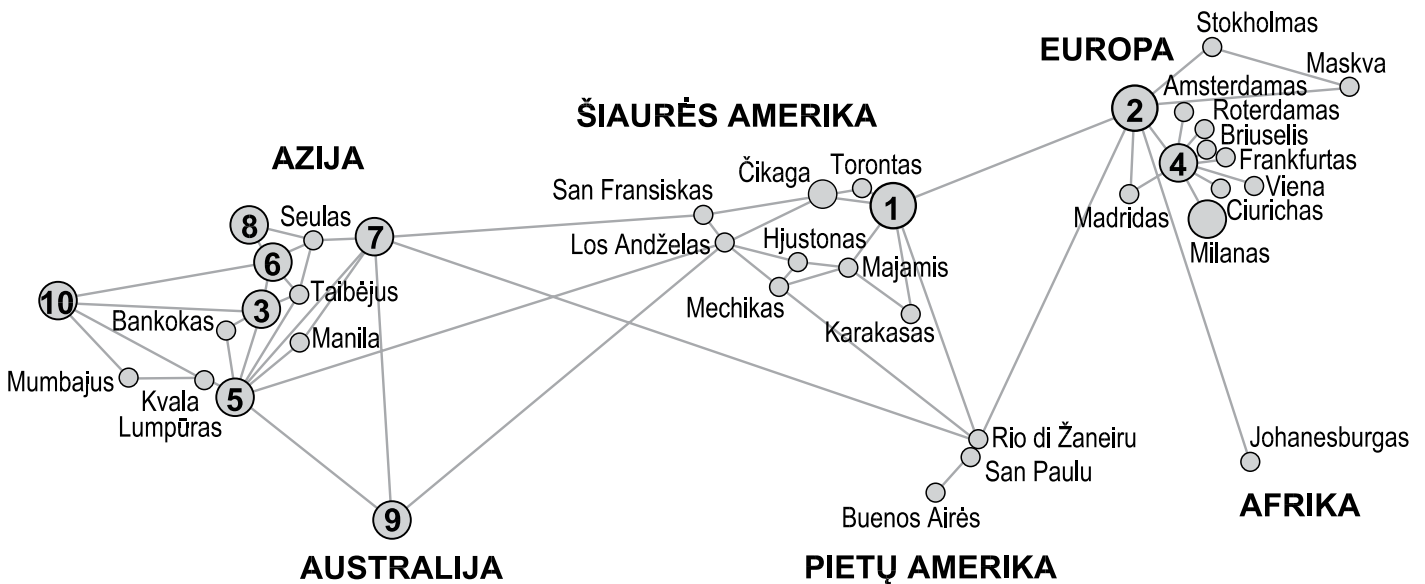 Stokholmas
EUROPA
Maskva
Amsterdamas
2
Roterdamas
ŠIAURĖS AMERIKA
Briuselis
4
Frankfurtas
AZIJA
Čikaga
Torontas
Viena
San Fransiskas
1
Madridas
Ciurichas
8
Seulas
7
Los Andželas
Hjustonas
Milanas
6
Majamis
10
3
Taibėjus
Mechikas
Bankokas
Manila
Karakasas
Mumbajus
Kvala
Lumpūras
5
Rio di Žaneiru
Johanesburgas
San Paulu
9
Buenos Airės
AFRIKA
AUSTRALIJA
PIETŲ AMERIKA